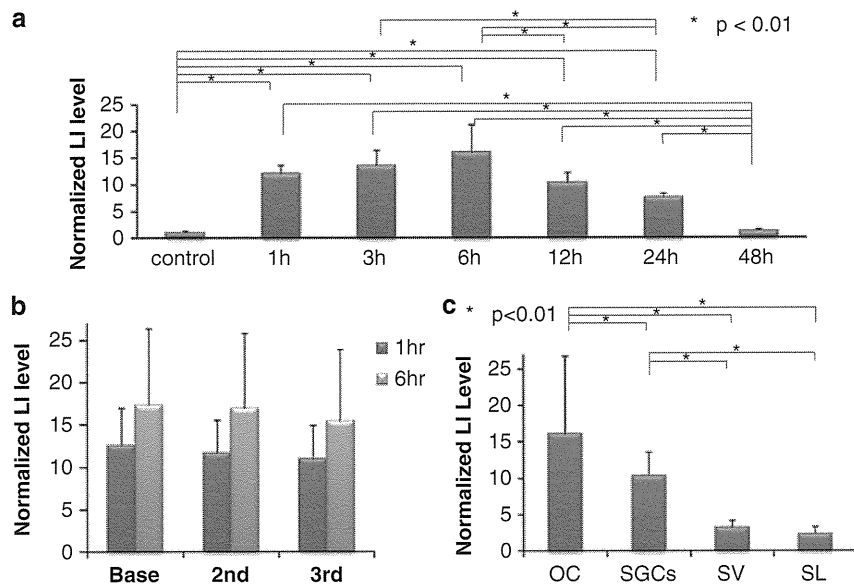 a
* p < 0.01
* * *
* * * * *
* * * * *
Normalized LI level
25
20
15
10
5
0
control 1h 3h 6h 12h 24h 48h
b
Normalized LI level
25
20
15
10
5
0
Base 2nd 3rd
1hr
6hr
c
* p<0.01
* * *
* *
Normalized LI Level
25
20
15
10
5
0
OC SGCs SV SL